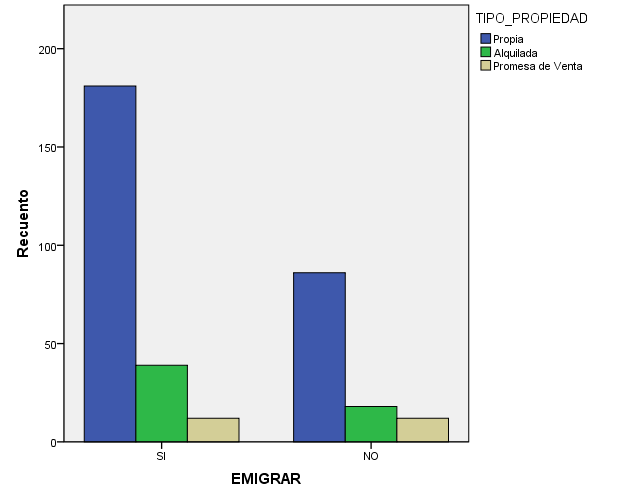 TIPO_PROPIEDAD
Propia
Alquilada
Promesa de Venta
200
150
100
50
0
Recuento
SI
NO
EMIGRAR